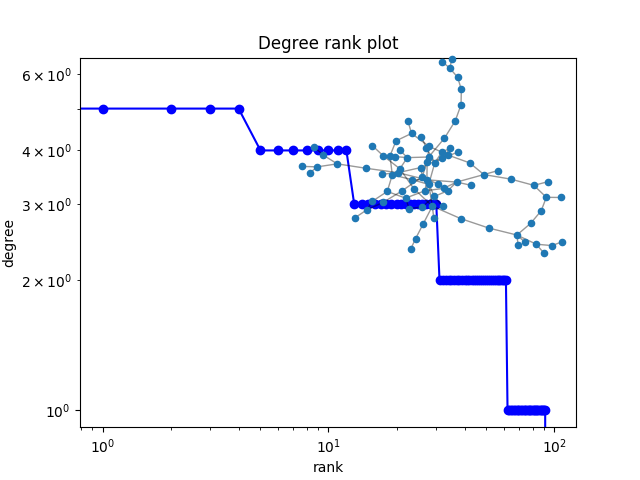 Degree rank plot
6 × 10⁰
4 × 10⁰
3 × 10⁰
2 × 10⁰
10⁰
degree
10⁰
10¹
10²
rank